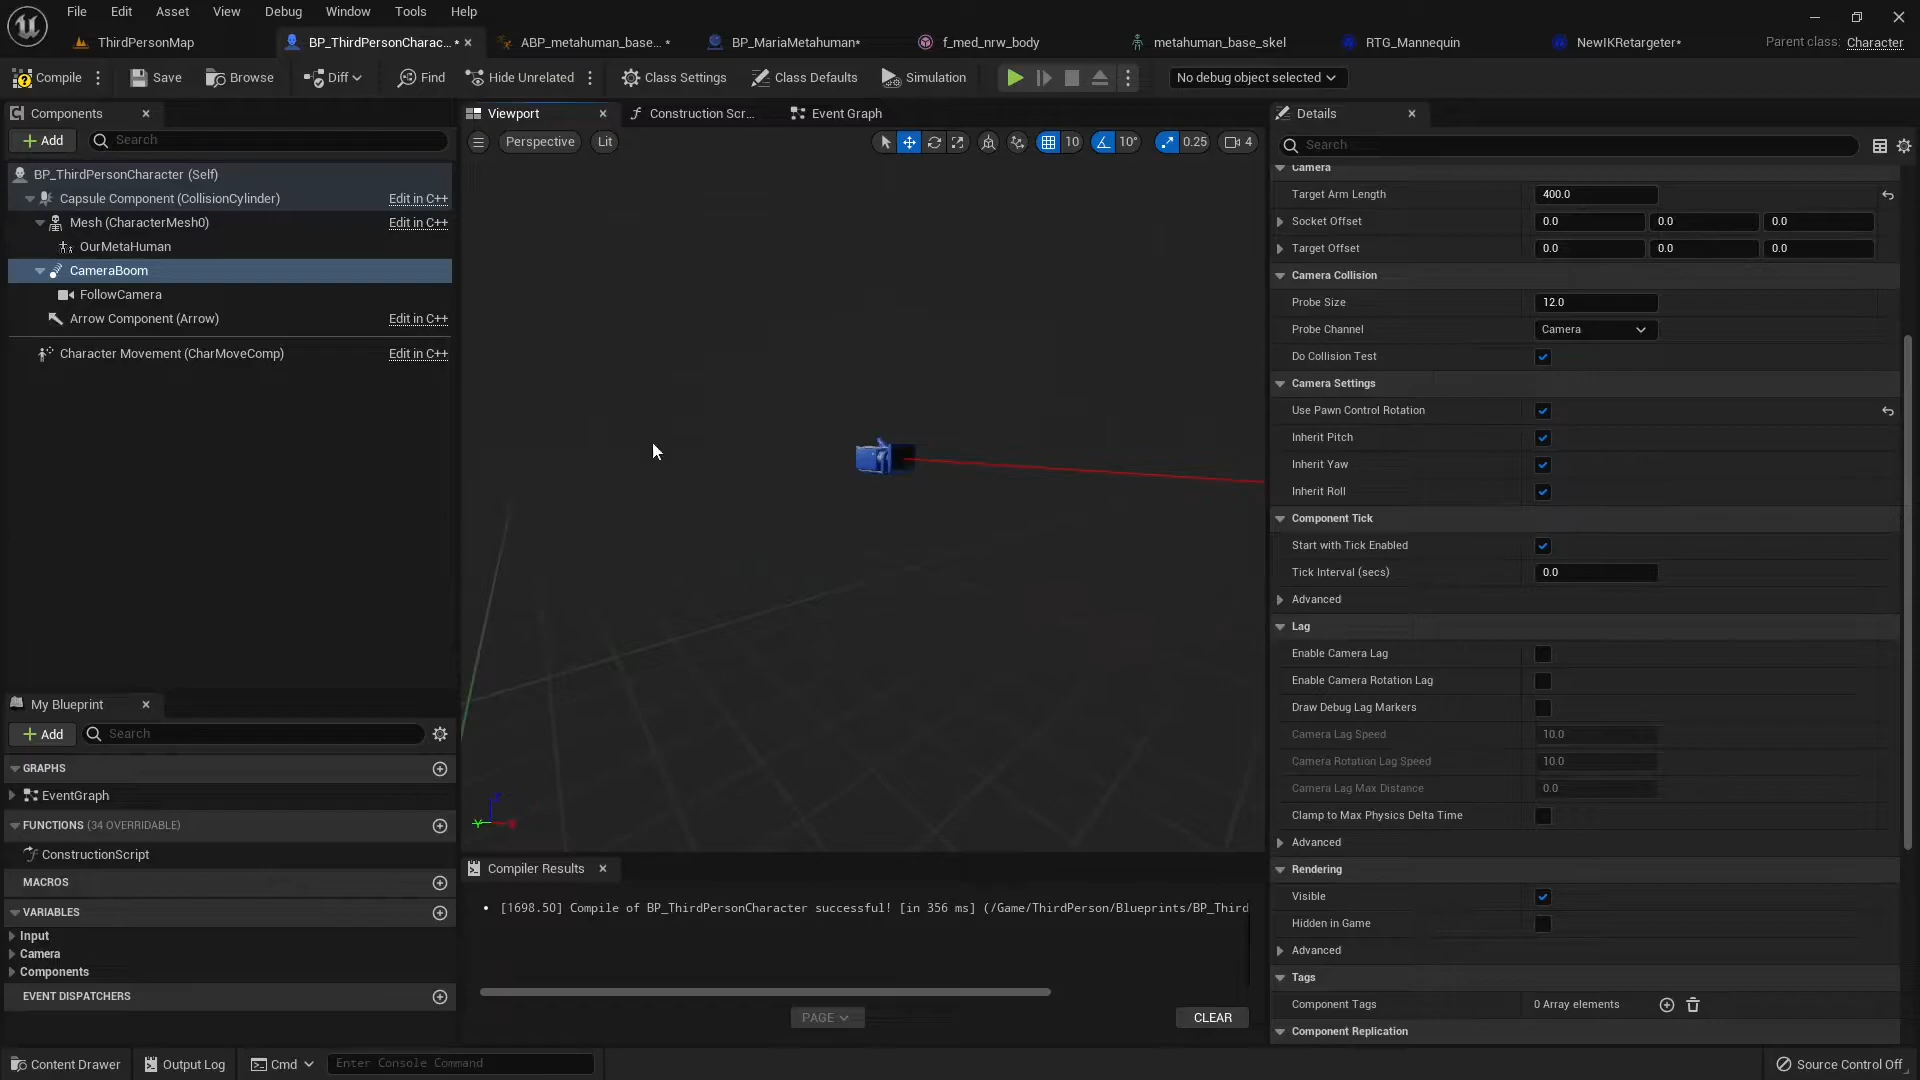 File Edit Asset View Debug Window Tools Help
ThirdPersonMap BP_ThirdPersonCharac... * ABP_metahuman_base... * BP_MariaMetahuman* f_med_nrw_body metahuman_base_skel RTG_Mannequin NewIKRetargeter* Parent class: Character
Compile Save Browse Diff Find Hide Unrelated Class Settings Class Defaults Simulation No debug object selected
Components
Add Search
BP_ThirdPersonCharacter (Self)
Capsule Component (CollisionCylinder) Edit in C++
Mesh (CharacterMesh0) Edit in C++
OurMetaHuman
CameraBoom
FollowCamera
Arrow Component (Arrow) Edit in C++
Character Movement (CharMoveComp) Edit in C++
My Blueprint
Add Search
GRAPHS
EventGraph
FUNCTIONS (34 OVERRIDABLE)
ConstructionScript
MACROS
VARIABLES
Input
Camera
Components
EVENT DISPATCHERS
Viewport Construction Scr... Event Graph
Perspective Lit 10 10° 0.25 4
Compiler Results
[1698.50] Compile of BP_ThirdPersonCharacter successful! [in 356 ms] (/Game/ThirdPerson/Blueprints/BP_Third
PAGE CLEAR
Details
Search
Camera
Target Arm Length 400.0
Socket Offset 0.0 0.0 0.0
Target Offset 0.0 0.0 0.0
Camera Collision
Probe Size 12.0
Probe Channel Camera
Do Collision Test
Camera Settings
Use Pawn Control Rotation
Inherit Pitch
Inherit Yaw
Inherit Roll
Component Tick
Start with Tick Enabled
Tick Interval (secs) 0.0
Advanced
Lag
Enable Camera Lag
Enable Camera Rotation Lag
Draw Debug Lag Markers
Camera Lag Speed 10.0
Camera Rotation Lag Speed 10.0
Camera Lag Max Distance 0.0
Clamp to Max Physics Delta Time
Advanced
Rendering
Visible
Hidden in Game
Advanced
Tags
Component Tags 0 Array elements
Component Replication
Content Drawer Output Log Cmd Enter Console Command Source Control Off